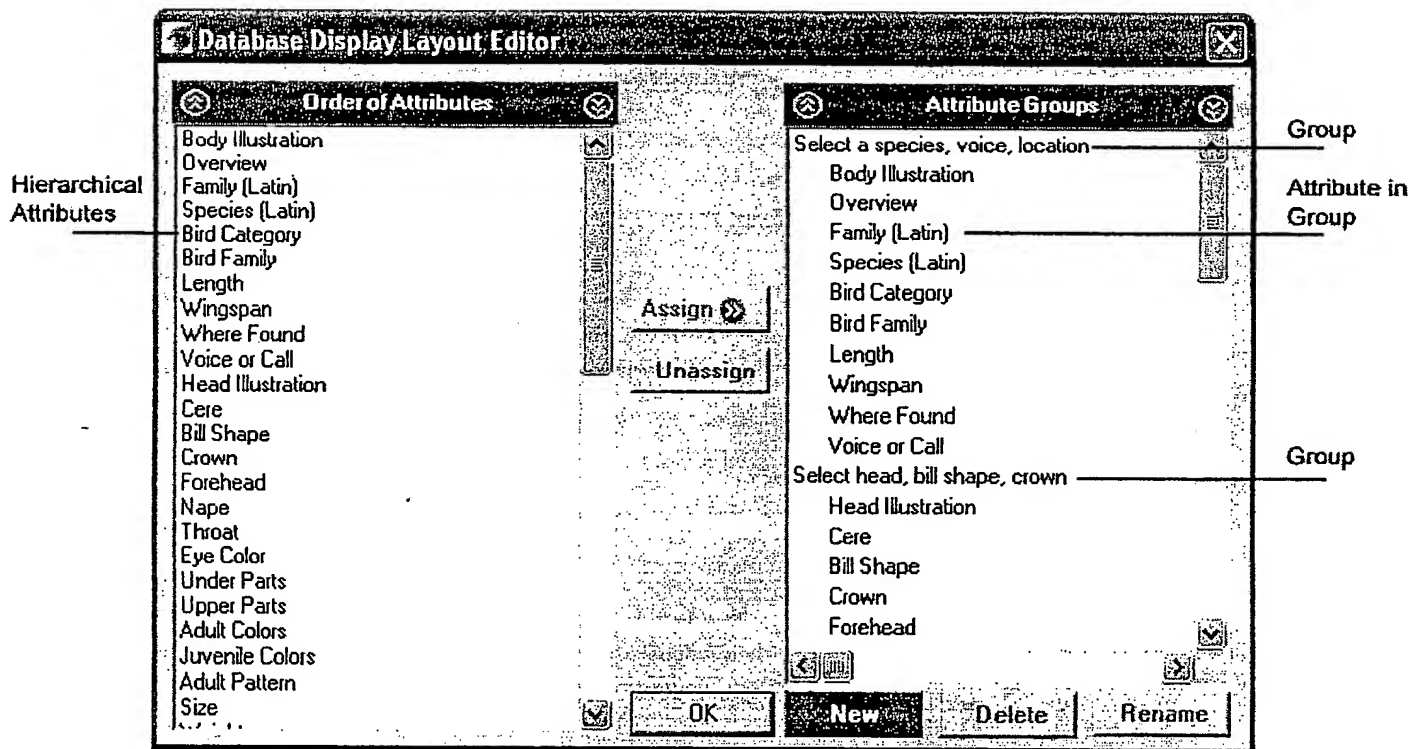 Database Display Layout Editor
Order of Attributes
Body Illustration
Overview
Family (Latin)
Species (Latin)
Bird Category
Bird Family
Length
Wingspan
Where Found
Voice or Call
Head Illustration
Cere
Bill Shape
Crown
Forehead
Nape
Throat
Eye Color
Under Parts
Upper Parts
Adult Colors
Juvenile Colors
Adult Pattern
Size
Hierarchical
Attributes
Assign
Unassign
OK
Attribute Groups
Select a species, voice, location
Body Illustration
Overview
Family (Latin)
Species (Latin)
Bird Category
Bird Family
Length
Wingspan
Where Found
Voice or Call
Select head, bill shape, crown
Head Illustration
Cere
Bill Shape
Crown
Forehead
New
Delete
Rename
Group
Attribute in
Group
Group